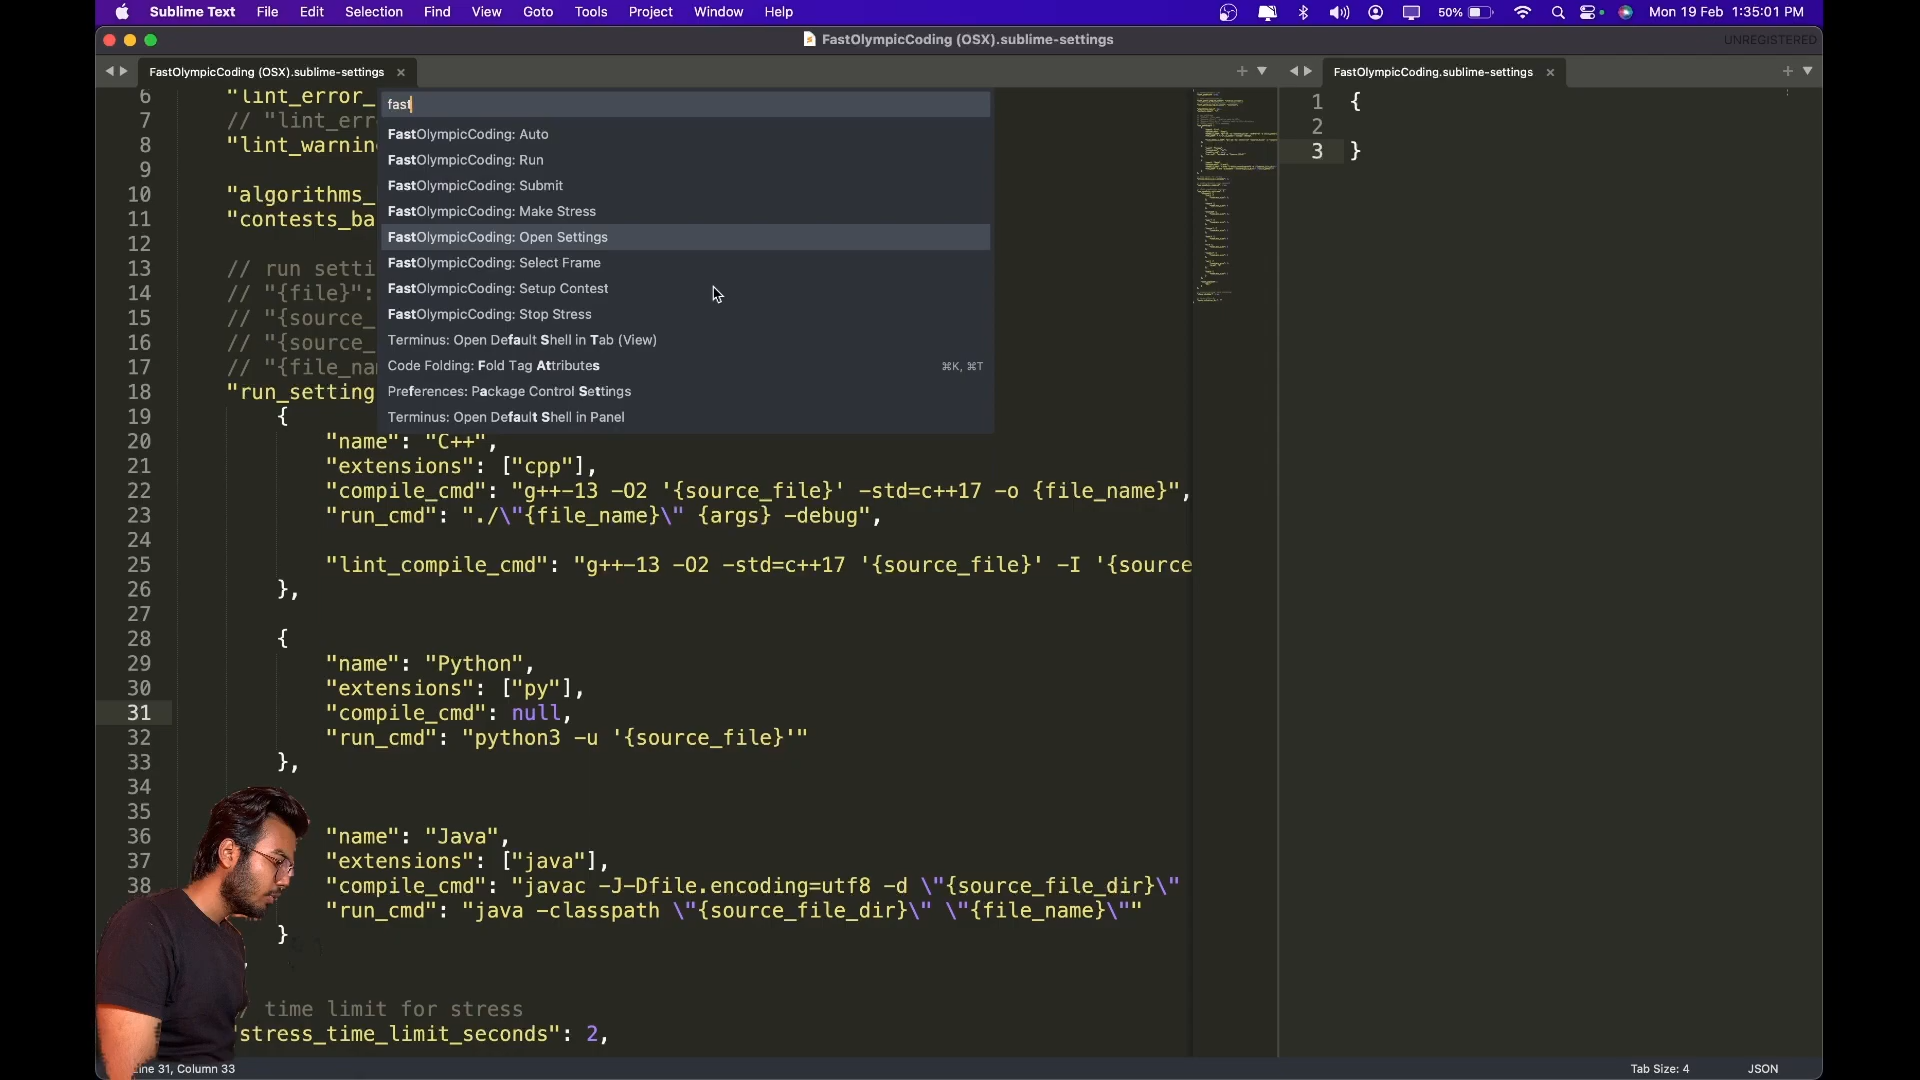 Sublime Text File Edit Selection Find View Goto Tools Project Window Help 50% Mon 19 Feb 1:35:01 PM
FastOlympicCoding (OSX).sublime-settings UNREGISTERED
FastOlympicCoding (OSX).sublime-settings
FastOlympicCoding.sublime-settings
fast
FastOlympicCoding: Auto
FastOlympicCoding: Run
FastOlympicCoding: Submit
FastOlympicCoding: Make Stress
FastOlympicCoding: Open Settings
FastOlympicCoding: Select Frame
FastOlympicCoding: Setup Contest
FastOlympicCoding: Stop Stress
Terminus: Open Default Shell in Tab (View)
Code Folding: Fold Tag Attributes ⌘K, ⌘T
Preferences: Package Control Settings
Terminus: Open Default Shell in Panel
6 "lint_error_
7 // "lint_err
8 "lint_warnin
9
10 "algorithms_
11 "contests_ba
12
13 // run setti
14 // "{file}":
15 // "{source_
16 // "{source_
17 // "{file_na
18 "run_setting
19 {
20 "name": "C++",
21 "extensions": ["cpp"],
22 "compile_cmd": "g++-13 -O2 '{source_file}' -std=c++17 -o {file_name}",
23 "run_cmd": "./\"{file_name}\" {args} -debug",
24
25 "lint_compile_cmd": "g++-13 -O2 -std=c++17 '{source_file}' -I '{source
26 },
27
28 {
29 "name": "Python",
30 "extensions": ["py"],
31 "compile_cmd": null,
32 "run_cmd": "python3 -u '{source_file}'"
33 },
34
35
36 "name": "Java",
37 "extensions": ["java"],
38 "compile_cmd": "javac -J-Dfile.encoding=utf8 -d \"{source_file_dir}\"
"run_cmd": "java -classpath \"{source_file_dir}\" \"{file_name}\""
}
,
time limit for stress
"stress_time_limit_seconds": 2,
1 {
2
3 }
ine 31, Column 33
Tab Size: 4 JSON